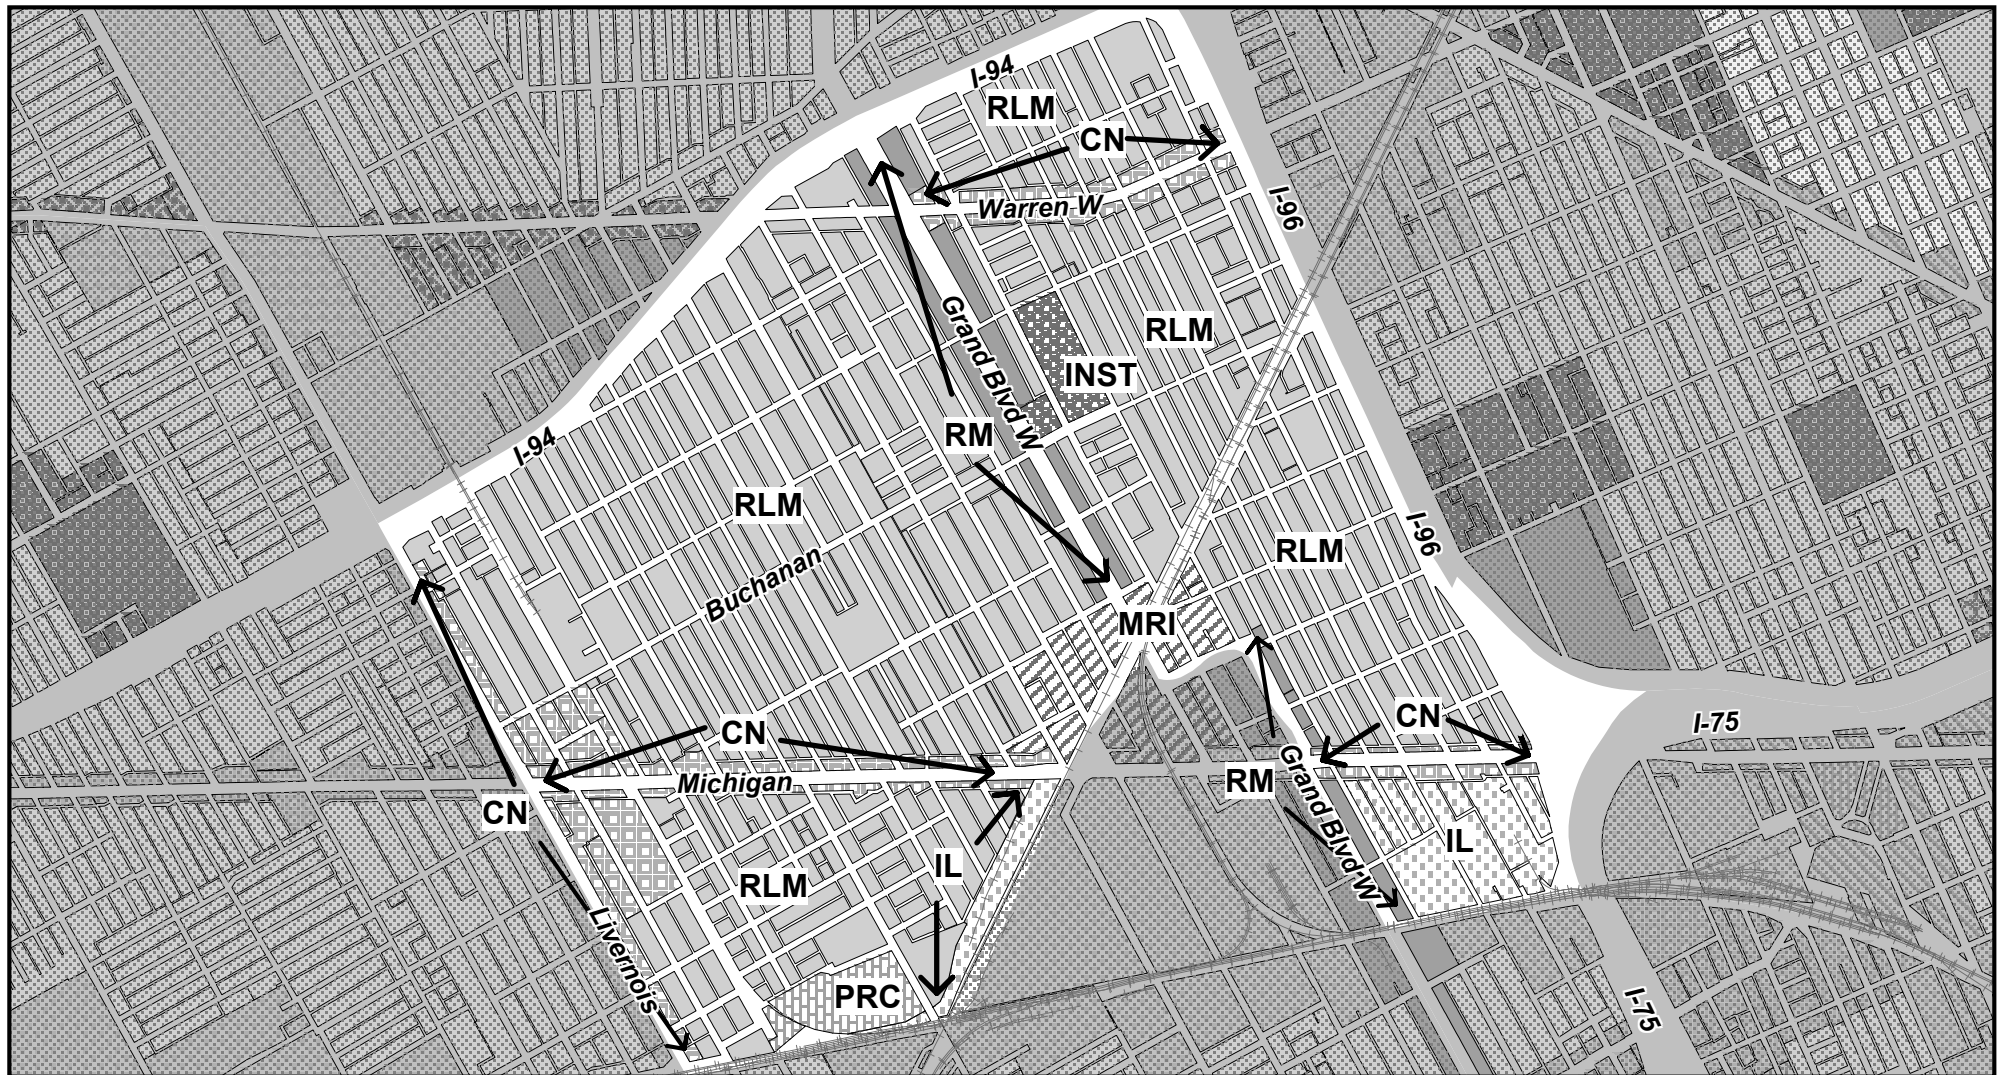 I-94
RLM
CN
I-96
Warren W
Grand Blvd W
RLM
INST
RM
I-94
RLM
I-96
RLM
Buchanan
MRI
CN
CN
I-75
Michigan
RM
Grand Blvd W
CN
IL
IL
RLM
Livernois
PRC
I-75